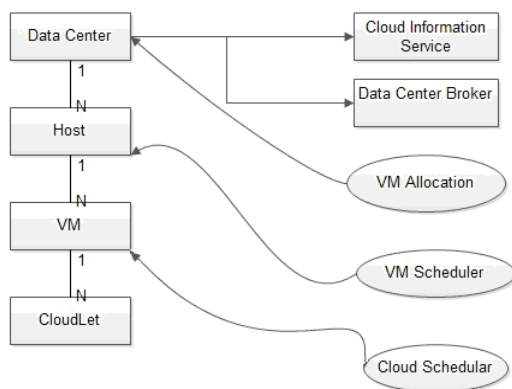 Data Center
Cloud Information
Service
1
N
Data Center Broker
Host
1
N
VM Allocation
VM
1
N
VM Scheduler
CloudLet
Cloud Schedular